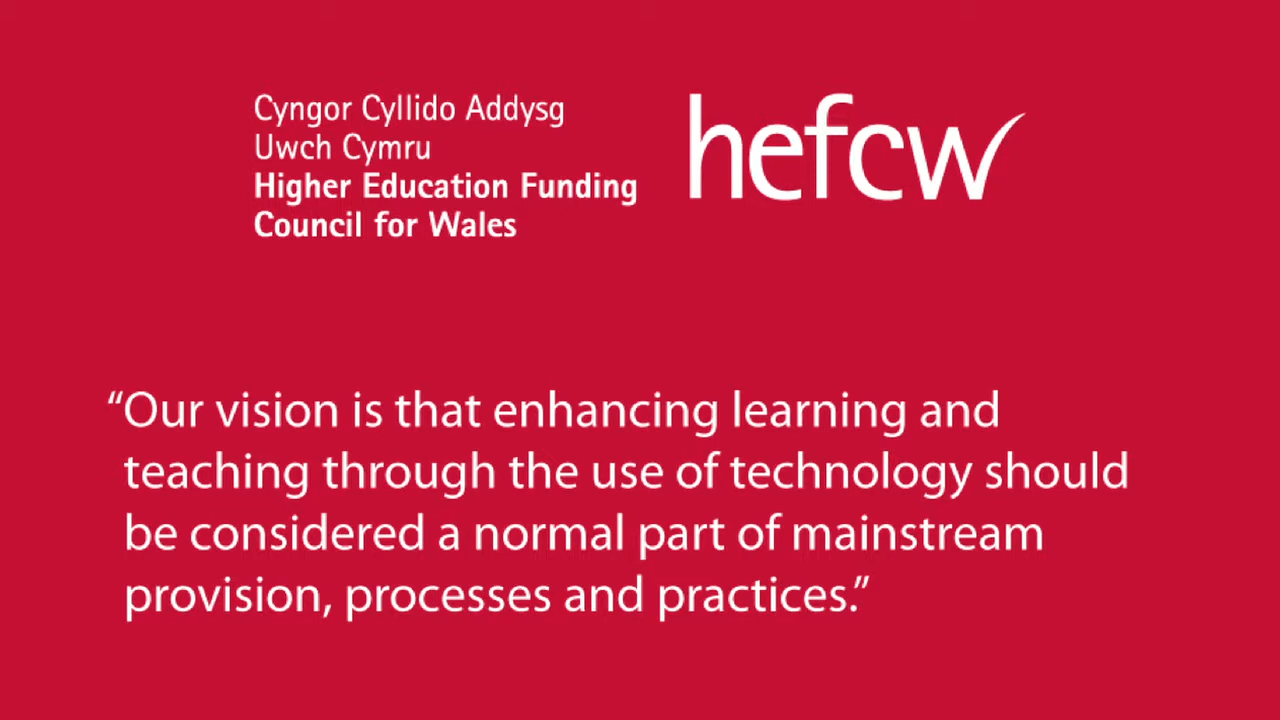 Cyngor Cyllido Addysg
Uwch Cymru
Higher Education Funding
Council for Wales
hefcw
“Our vision is that enhancing learning and
teaching through the use of technology should
be considered a normal part of mainstream
provision, processes and practices.”